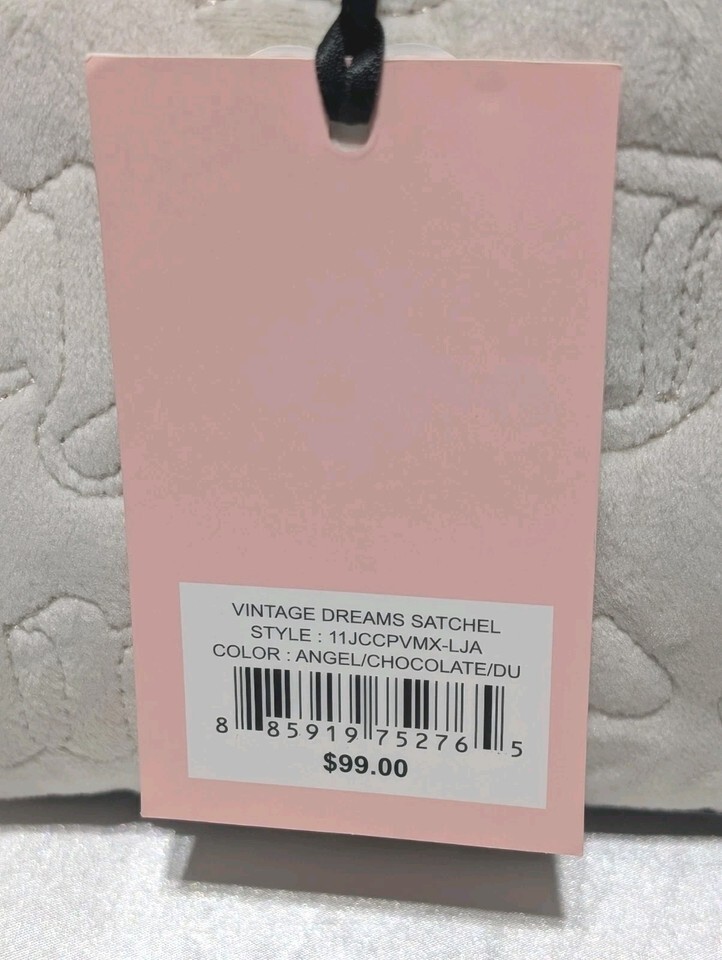 VINTAGE DREAMS SATCHEL
STYLE : 11JCCPVMX-LJA
COLOR : ANGEL/CHOCOLATE/DU
8 85919 75276 5
$99.00